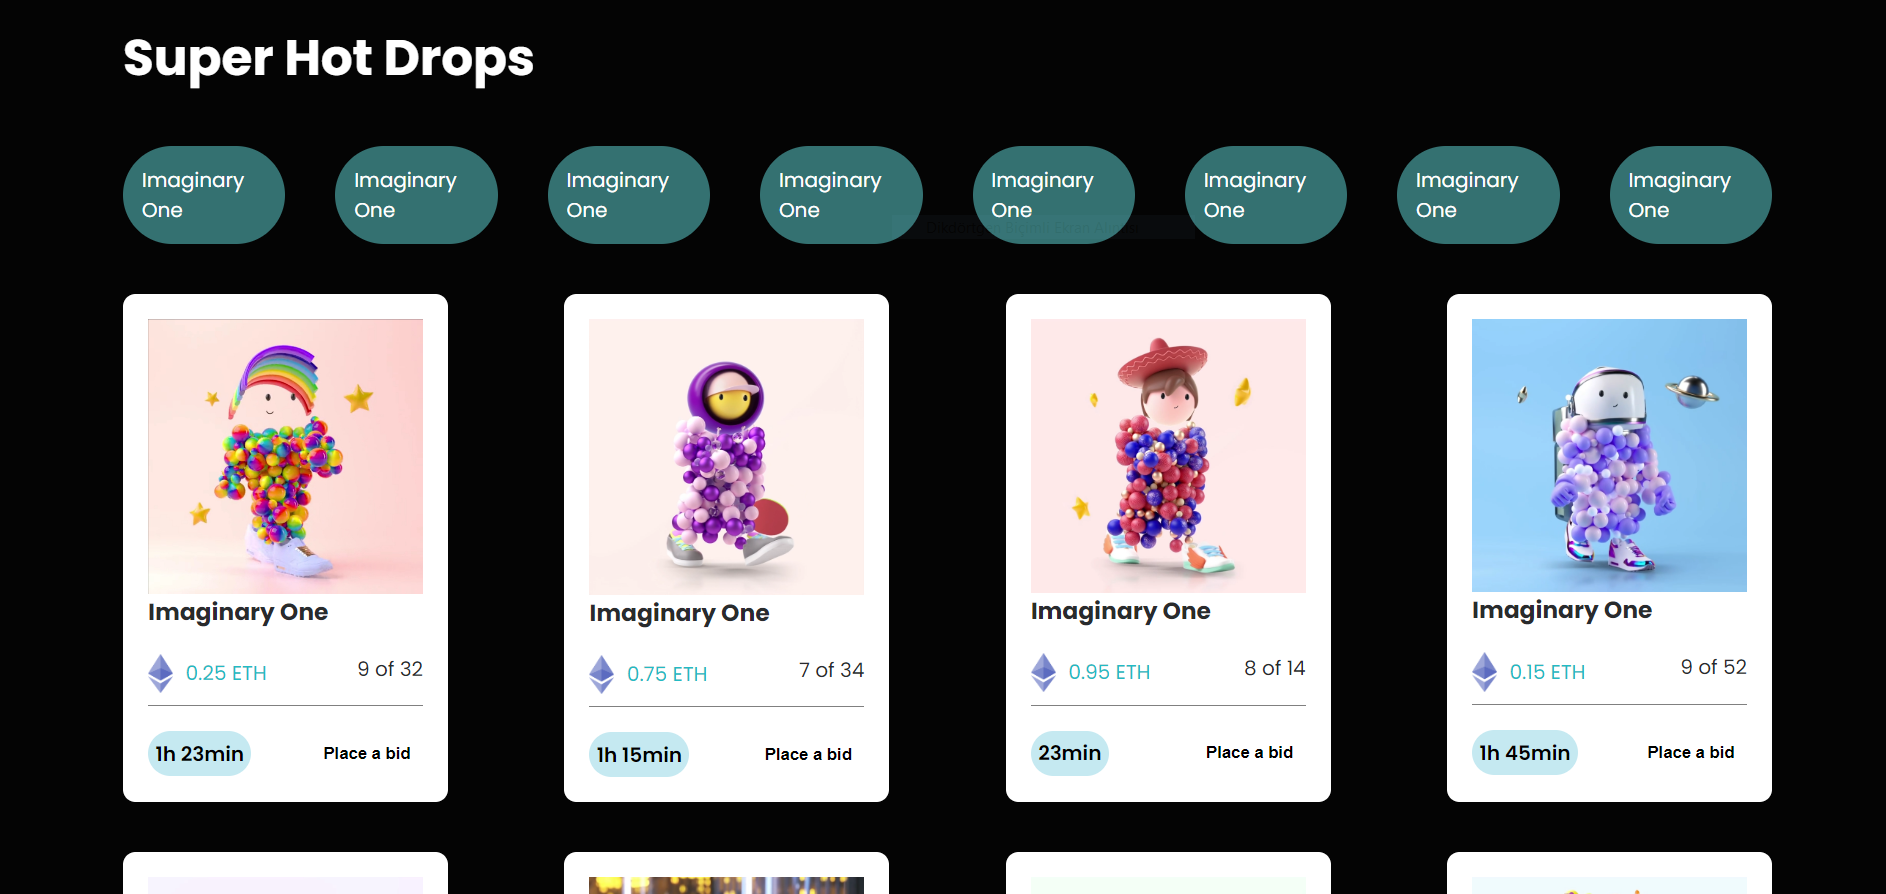 Super Hot Drops
Imaginary
One
Imaginary
One
Imaginary
One
Imaginary
One
Imaginary
One
Imaginary
One
Imaginary
One
Imaginary
One
Imaginary One
0.25 ETH
9 of 32
1h 23min
Place a bid
Imaginary One
0.75 ETH
7 of 34
1h 15min
Place a bid
Imaginary One
0.95 ETH
8 of 14
23min
Place a bid
Imaginary One
0.15 ETH
9 of 52
1h 45min
Place a bid